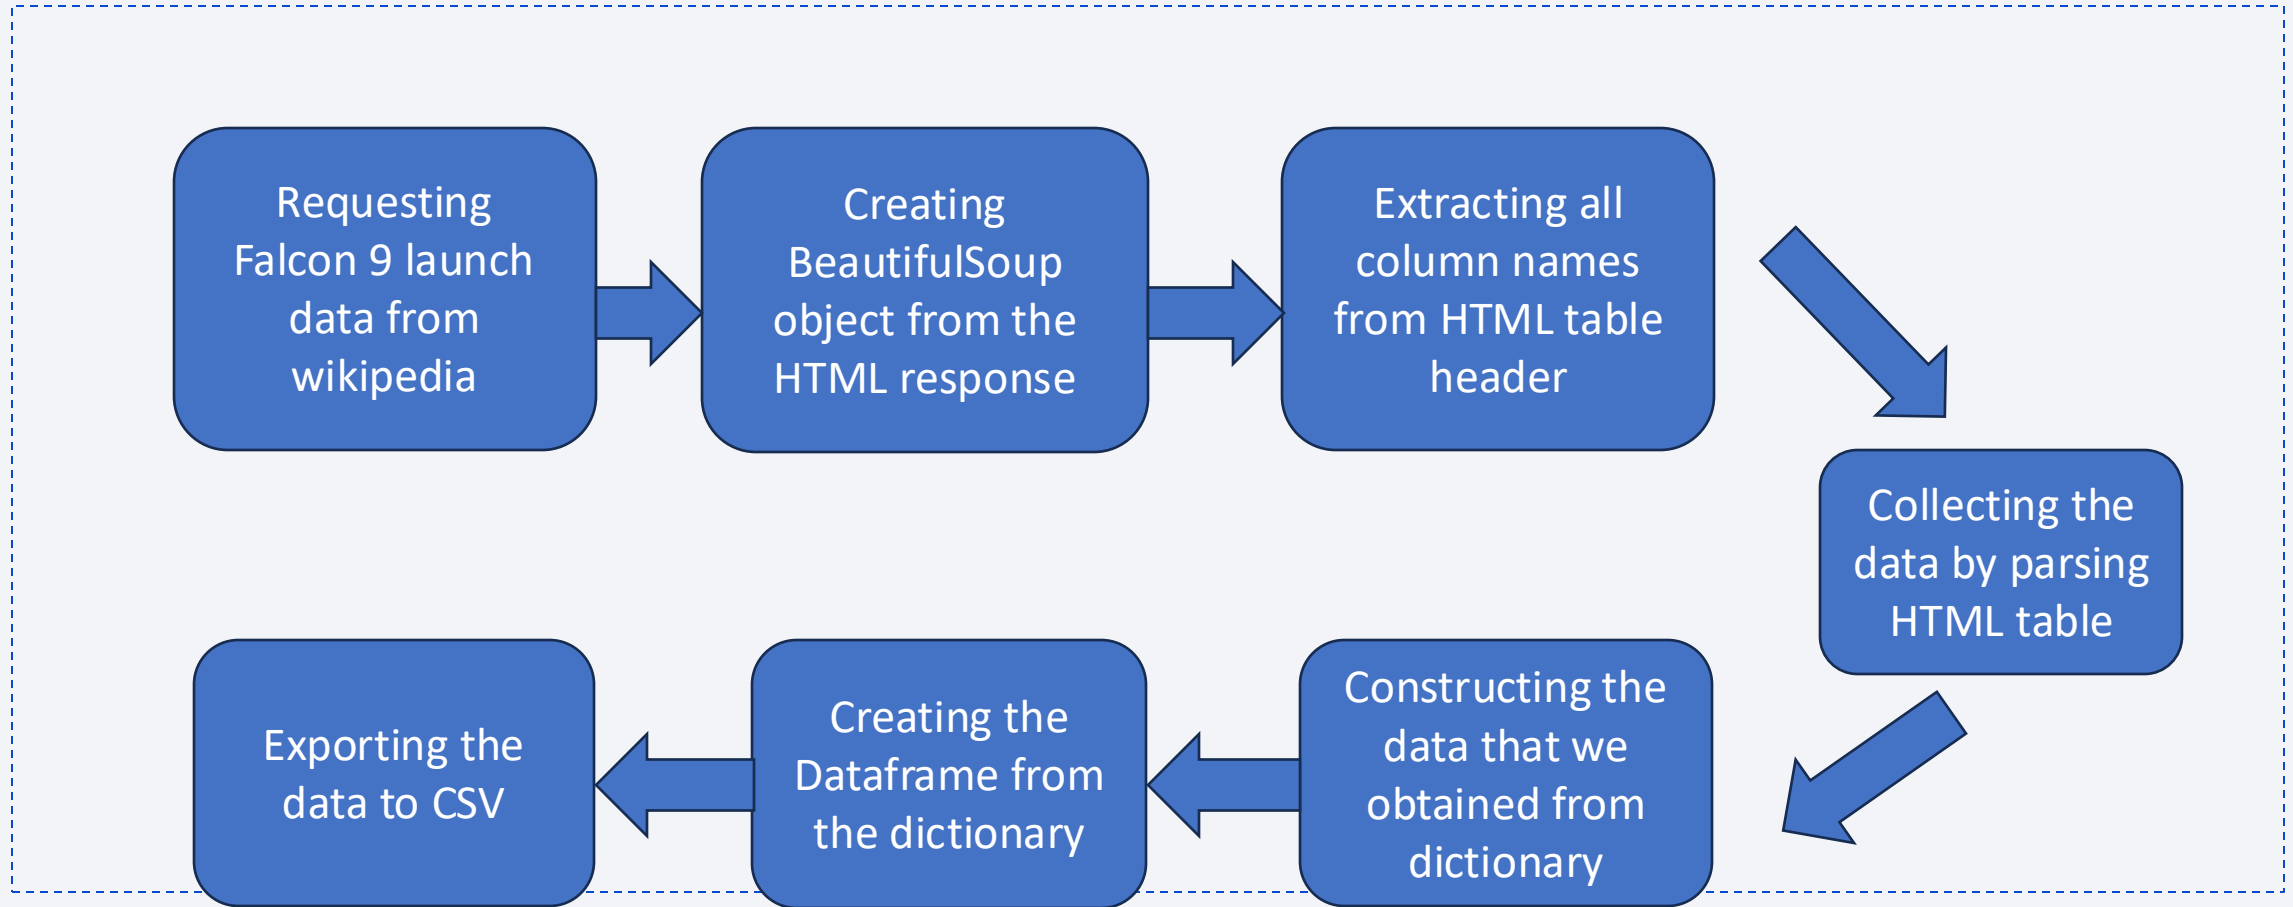 Requesting
Falcon 9 launch
data from
wikipedia
Creating
BeautifulSoup
object from the
HTML response
Extracting all
column names
from HTML table
header
Collecting the
data by parsing
HTML table
Constructing the
data that we
obtained from
dictionary
Creating the
Dataframe from
the dictionary
Exporting the
data to CSV